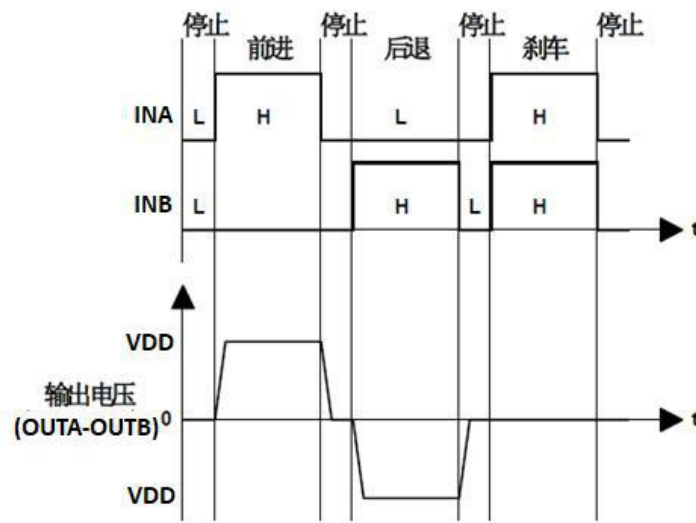 停止 停止 停止 停止
前进 后退 刹车
INA L H L H
INB L H L H
t
VDD
输出电压
(OUTA-OUTB) 0 t
VDD